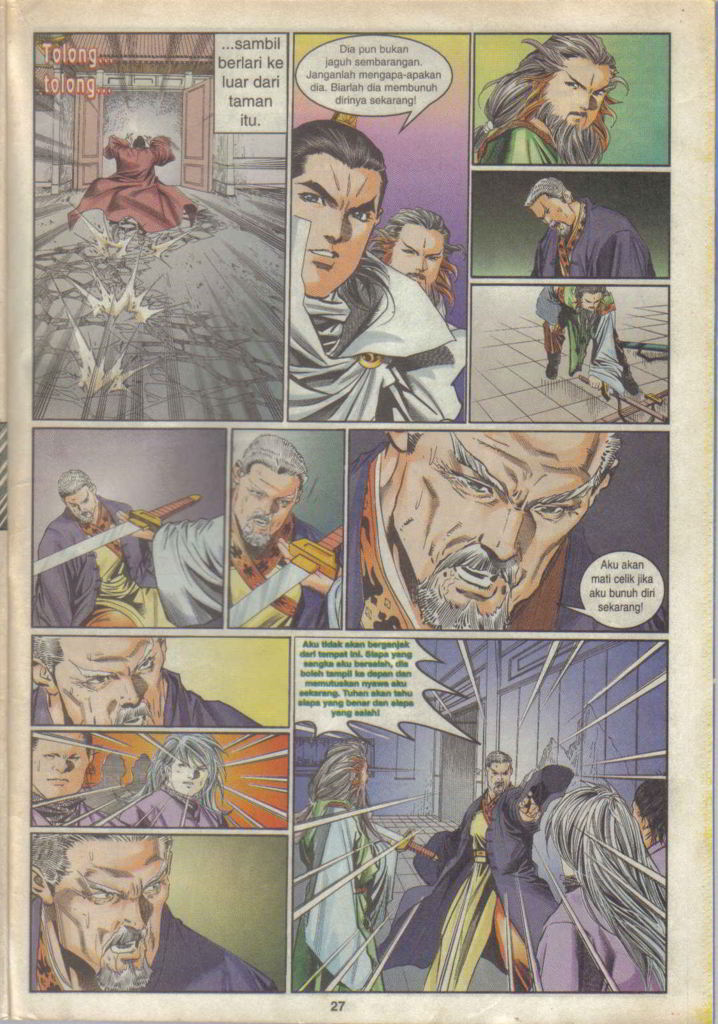 Tolong...
tolong...
...sambil
berlari ke
luar dari
taman
itu.
Dia pun bukan
jaguh sembarangan.
Janganlah mengapa-apakan
dia. Biarlah dia membunuh
dirinya sekarang!
Aku akan
mati celik jika
aku bunuh diri
sekarang!
Aku tidak akan berganjak
dari tempat ini. Siapa yang
sangka aku bersalah, dia
boleh tampil ke depan dan
memutuskan nyawa aku
sekarang. Tuhan akan tahu
siapa yang benar dan siapa
yang salah!
27